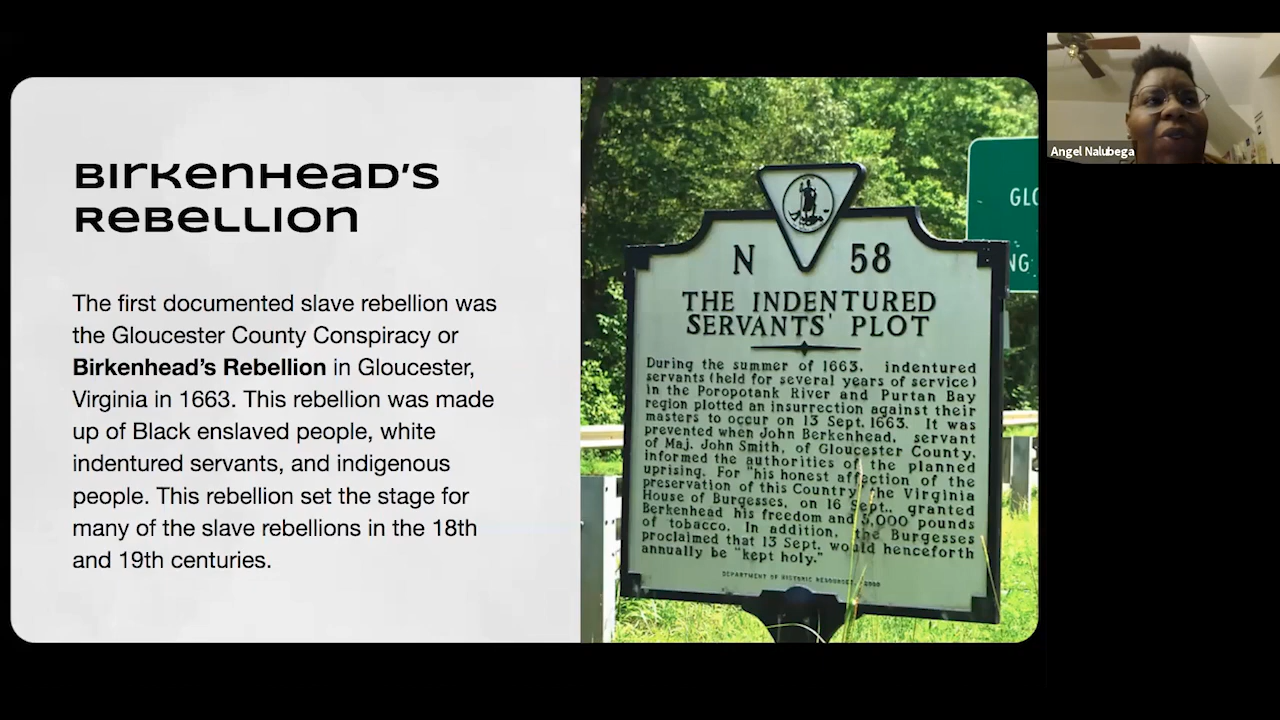 Birkenhead's
Rebellion
The first documented slave rebellion was
the Gloucester County Conspiracy or
Birkenhead's Rebellion in Gloucester,
Virginia in 1663. This rebellion was made
up of Black enslaved people, white
indentured servants, and indigenous
people. This rebellion set the stage for
many of the slave rebellions in the 18th
and 19th centuries.
N 58
THE INDENTURED
SERVANTS' PLOT
During the summer of 1663, indentured
servants (held for several years of service)
in the Poropotank River and Purtan Bay
region plotted an insurrection against their
masters to occur on 13 Sept. 1663. It was
prevented when John Berkenhead, servant
of Maj. John Smith, of Gloucester County,
informed the authorities of the planned
uprising. For "his honest affection of the
preservation of this Country, the Virginia
House of Burgesses, on 16 Sept., granted
Berkenhead his freedom and 5,000 pounds
of tobacco. In addition, the Burgesses
proclaimed that 13 Sept. would henceforth
annually be "kept holy."
DEPARTMENT OF HISTORIC RESOURCES, 2000
GLO
NG
Angel Nalubega